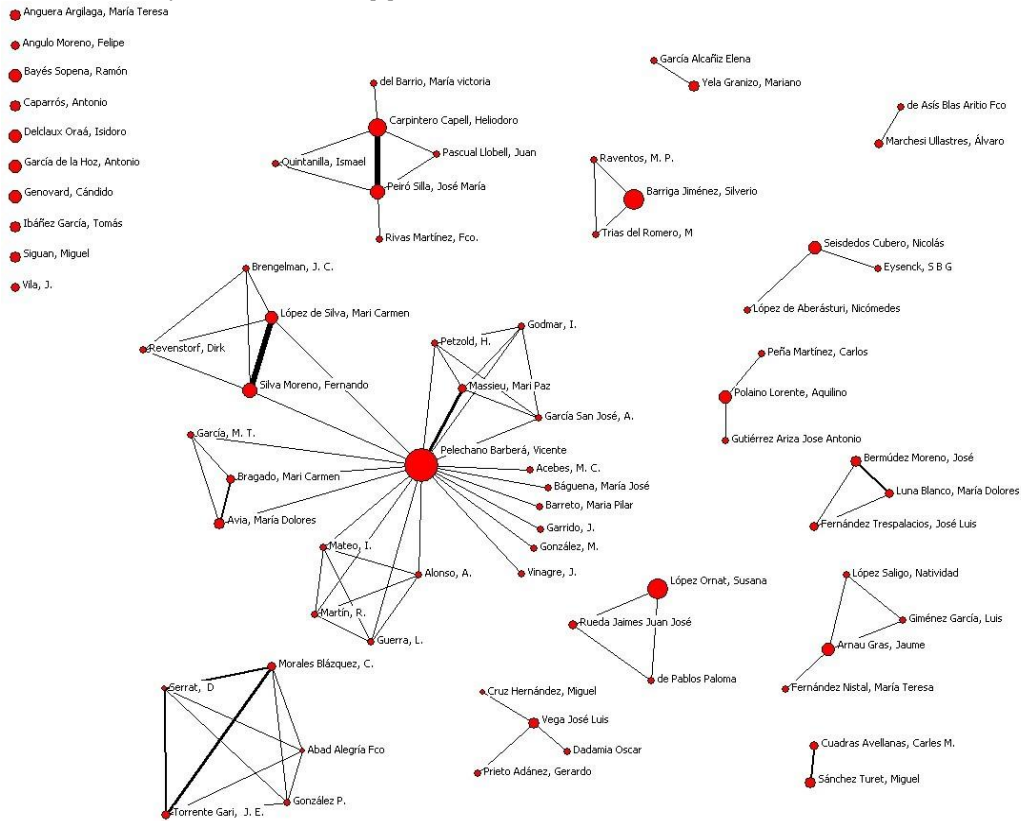 Anguera Argilaga, María Teresa
Angulo Moreno, Felipe
Bayés Sopena, Ramón
Caparrós, Antonio
Delclaux Oraá, Isidoro
García de la Hoz, Antonio
Genovard, Cándido
Ibáñez García, Tomás
Siguan, Miguel
Vila, J.
del Barrio, María victoria
Carpintero Capell, Heliodoro
Quintanilla, Ismael
Pascual Llobell, Juan
Peiró Silla, José María
Rivas Martínez, Fco.
García Alcañiz Elena
Yela Granizo, Mariano
de Asís Blas Aritio Fco
Marchesi Ullastres, Álvaro
Raventos, M. P.
Barriga Jiménez, Silverio
Trias del Romero, M
Seisdedos Cubero, Nicolás
Eysenck, S B G
López de Aberásturi, Nicómedes
Brengelman, J. C.
López de Silva, Mari Carmen
Revenstorf, Dirk
Silva Moreno, Fernando
Godmar, I.
Petzold, H.
Massieu, Mari Paz
García San José, A.
Peña Martínez, Carlos
Polaino Lorente, Aquilino
Gutiérrez Ariza Jose Antonio
García, M. T.
Bragado, Mari Carmen
Avia, María Dolores
Pelechano Barberá, Vicente
Acebes, M. C.
Báguena, María José
Barreto, Maria Pilar
Garrido, J.
González, M.
Vinagre, J.
Bermúdez Moreno, José
Luna Blanco, María Dolores
Fernández Trespalacios, José Luis
Mateo, I.
Alonso, A.
Martín, R.
Guerra, L.
López Ornat, Susana
Rueda Jaimes Juan José
de Pablos Paloma
López Saligo, Natividad
Giménez García, Luis
Arnau Gras, Jaume
Fernández Nistal, María Teresa
Morales Blázquez, C.
Serrat, D
Abad Alegría Fco
González P.
Torrente Gari, J. E.
Cruz Hernández, Miguel
Vega José Luis
Dadamia Oscar
Prieto Adánez, Gerardo
Cuadras Avellanas, Carles M.
Sánchez Turet, Miguel